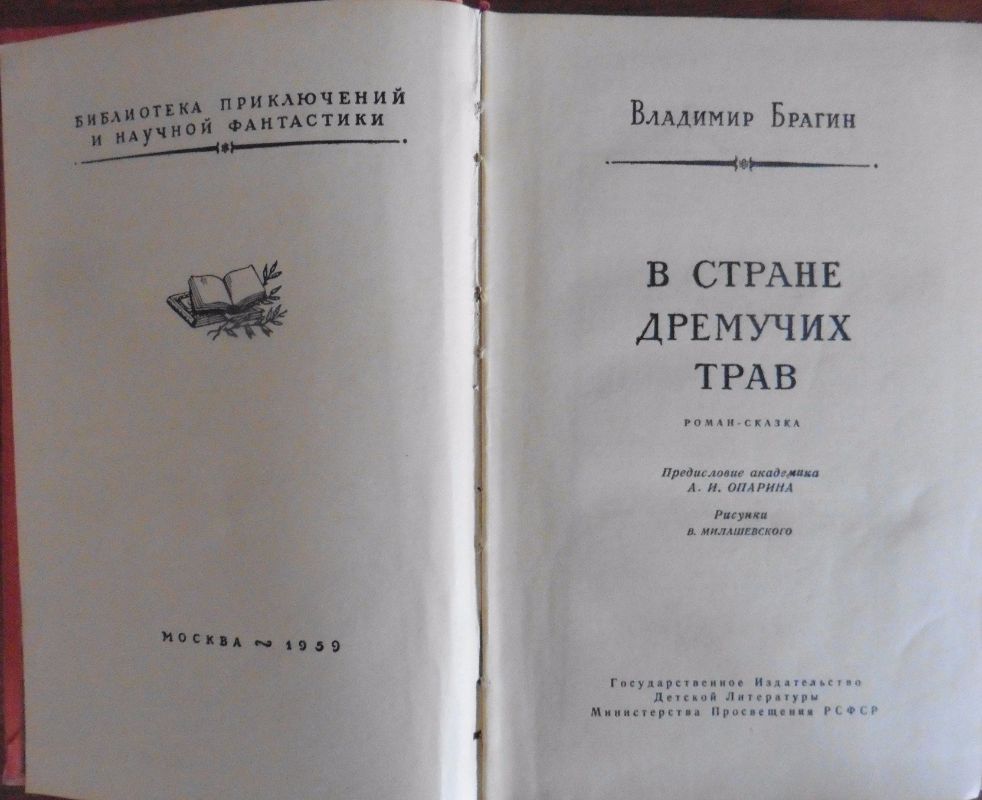 БИБЛИОТЕКА ПРИКЛЮЧЕНИЙ
И НАУЧНОЙ ФАНТАСТИКИ
МОСКВА ~ 1959
ВЛАДИМИР БРАГИН
В СТРАНЕ
ДРЕМУЧИХ
ТРАВ
РОМАН-СКАЗКА
Предисловие академика
А. И. ОПАРИНА
Рисунки
В. МИЛАШЕВСКОГО
Государственное Издательство
Детской Литературы
Министерства Просвещения РСФСР